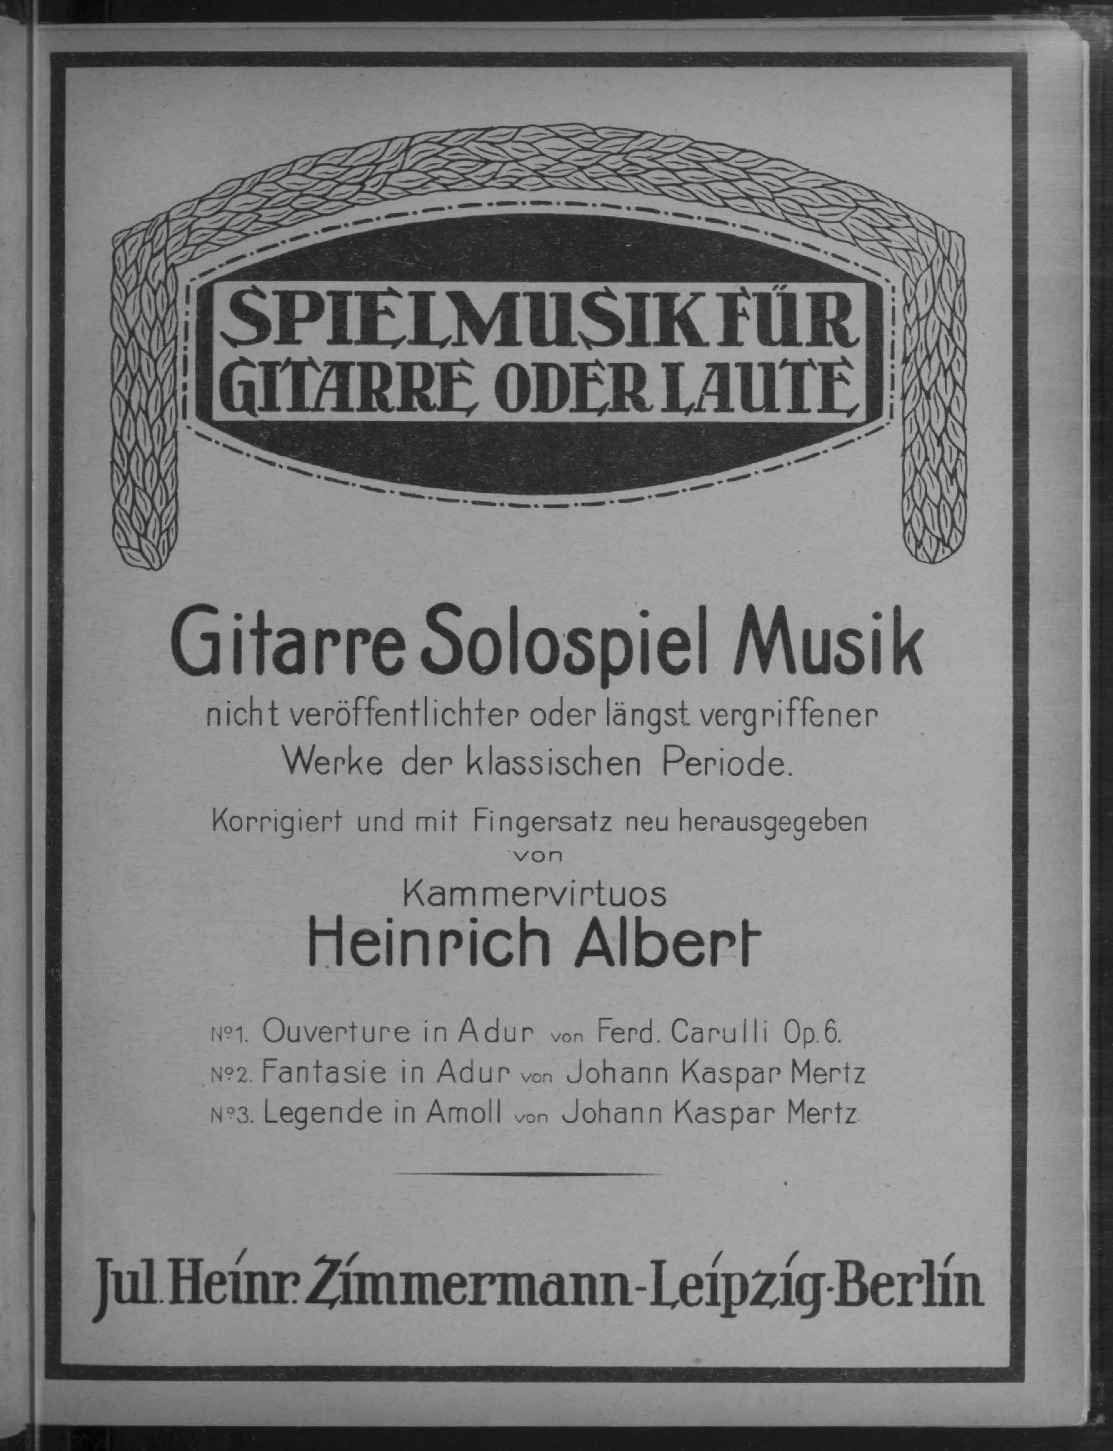 SPIELMUSIK FÜR
GITARRE ODER LAUTE
Gitarre Solospiel Musik
nicht veröffentlichter oder längst vergriffener
Werke der klassischen Periode.
Korrigiert und mit Fingersatz neu herausgegeben
von
Kammervirtuos
Heinrich Albert
Nº1. Ouverture in Adur von Ferd. Carulli Op.6.
Nº2. Fantasie in Adur von Johann Kaspar Mertz
Nº3. Legende in Amoll von Johann Kaspar Mertz
Jul. Heinr. Zimmermann-Leipzig-Berlin